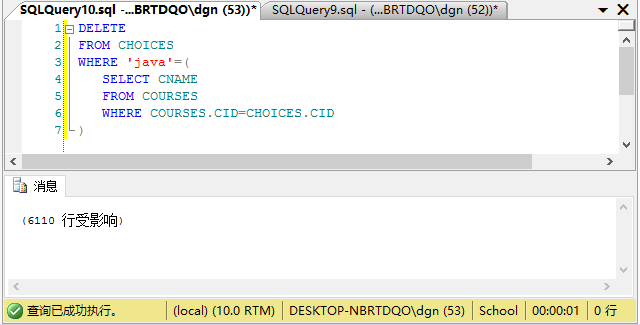 SQLQuery10.sql -...BRTDQO\dgn (53))* SQLQuery9.sql - (...BRTDQO\dgn (52))*
1 DELETE
2 FROM CHOICES
3 WHERE 'java'=(
4 SELECT CNAME
5 FROM COURSES
6 WHERE COURSES.CID=CHOICES.CID
7 )
消息
(6110 行受影响)
查询已成功执行。 (local) (10.0 RTM) DESKTOP-NBRTDQO\dgn (53) School 00:00:01 0 行